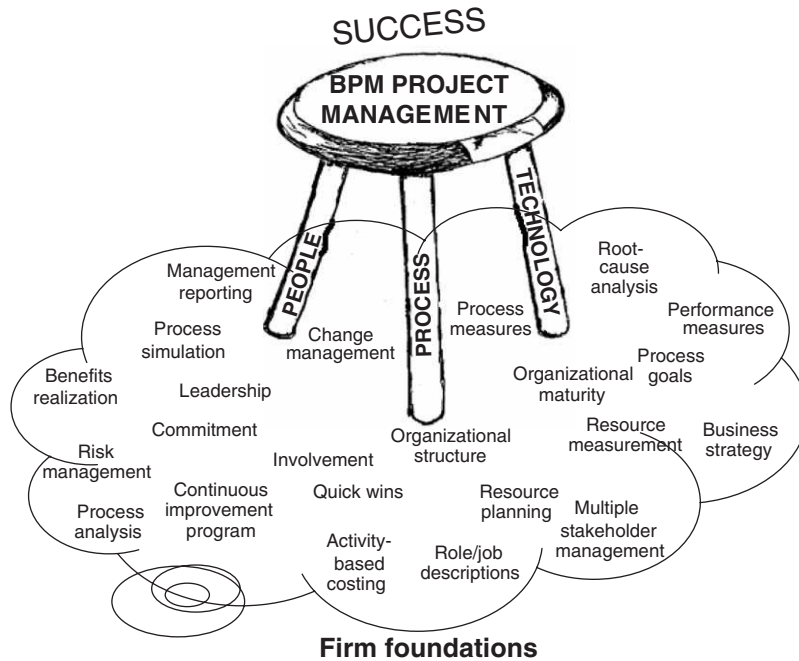 SUCCESS
BPM PROJECT
MANAGEMENT
PEOPLE
PROCESS
TECHNOLOGY
Management
reporting
Root-
cause
analysis
Process
simulation
Change
management
Process
measures
Performance
measures
Benefits
realization
Leadership
Organizational
maturity
Process
goals
Commitment
Organizational
structure
Resource
measurement
Business
strategy
Risk
management
Involvement
Process
analysis
Continuous
improvement
program
Quick wins
Resource
planning
Multiple
stakeholder
management
Activity-
based
costing
Role/job
descriptions
Firm foundations